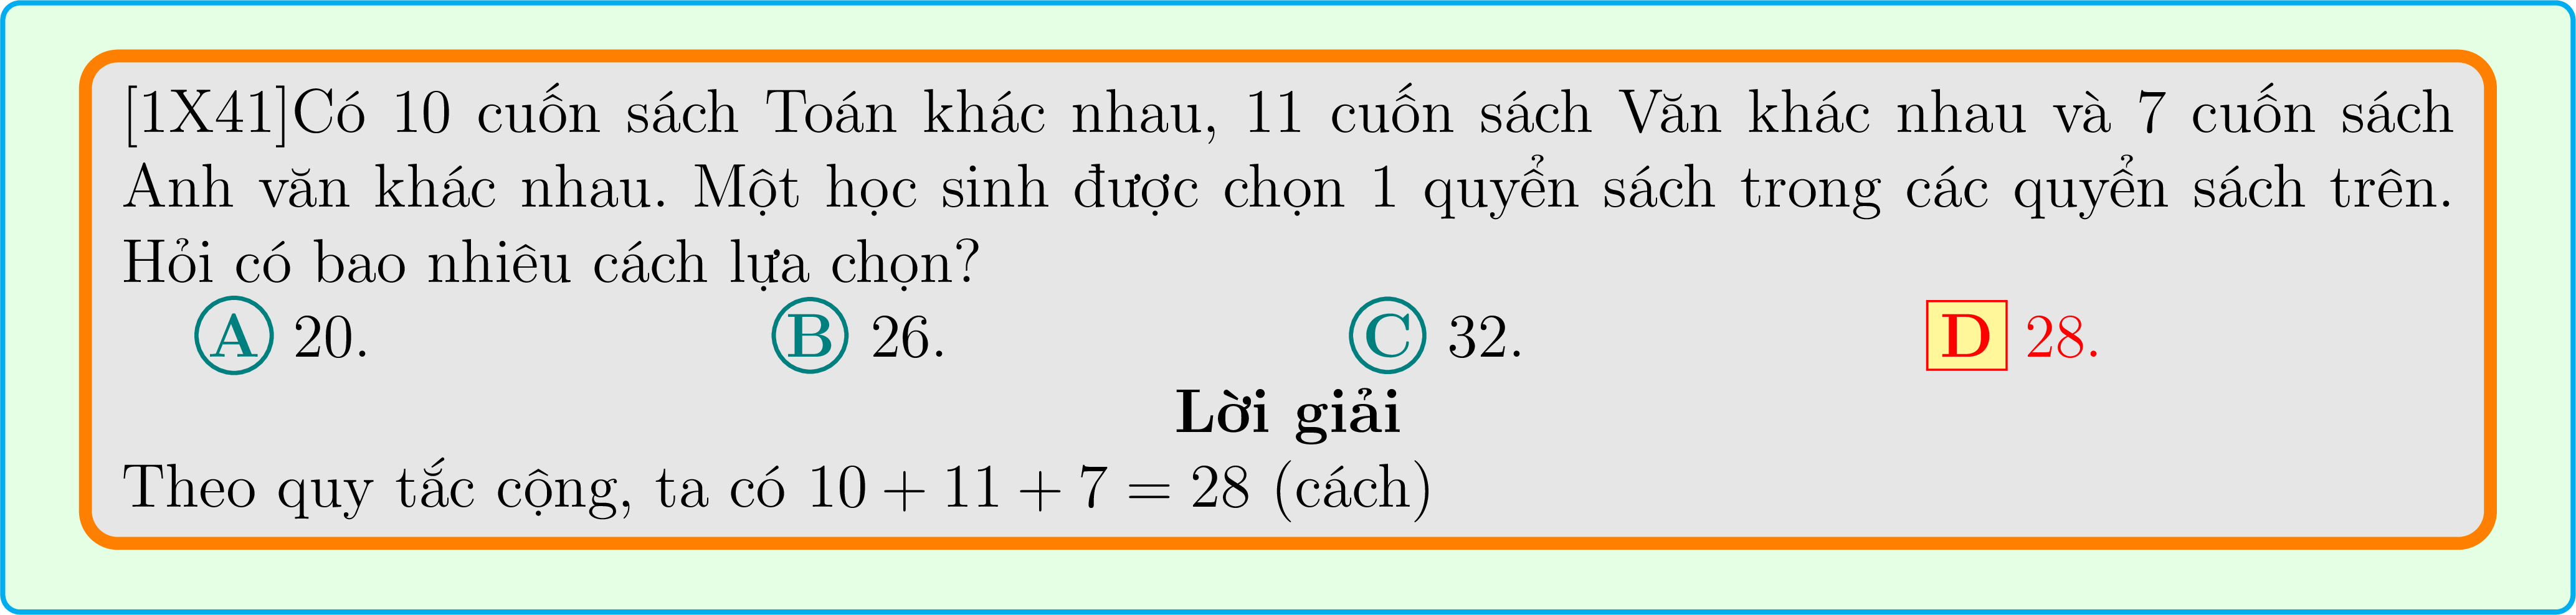 [1X41]Có 10 cuốn sách Toán khác nhau, 11 cuốn sách Văn khác nhau và 7 cuốn sách
Anh văn khác nhau. Một học sinh được chọn 1 quyển sách trong các quyển sách trên.
Hỏi có bao nhiêu cách lựa chọn?
A 20. B 26. C 32. D 28.
Lời giải
Theo quy tắc cộng, ta có 10 + 11 + 7 = 28 (cách)